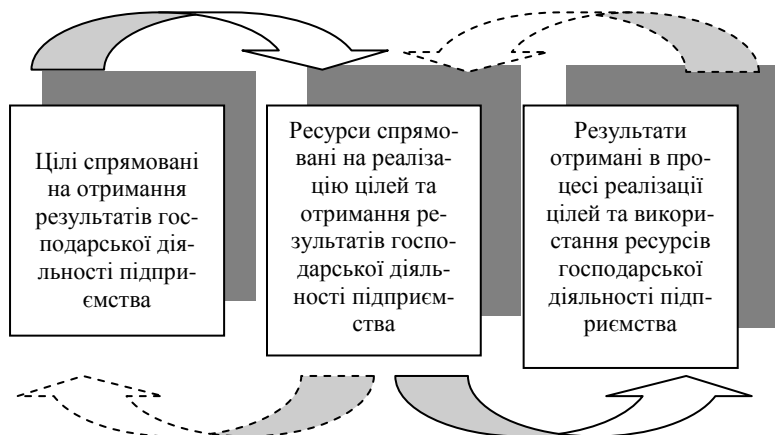 Цілі спрямовані
на отримання
результатів гос-
подарської дія-
льності підпри-
ємства
Ресурси спрямо-
вані на реаліза-
цію цілей та
отримання ре-
зультатів госпо-
дарської діяль-
ності підприєм-
ства
Результати
отримані в про-
цесі реалізації
цілей та викори-
стання ресурсів
господарської
діяльності підп-
риємства